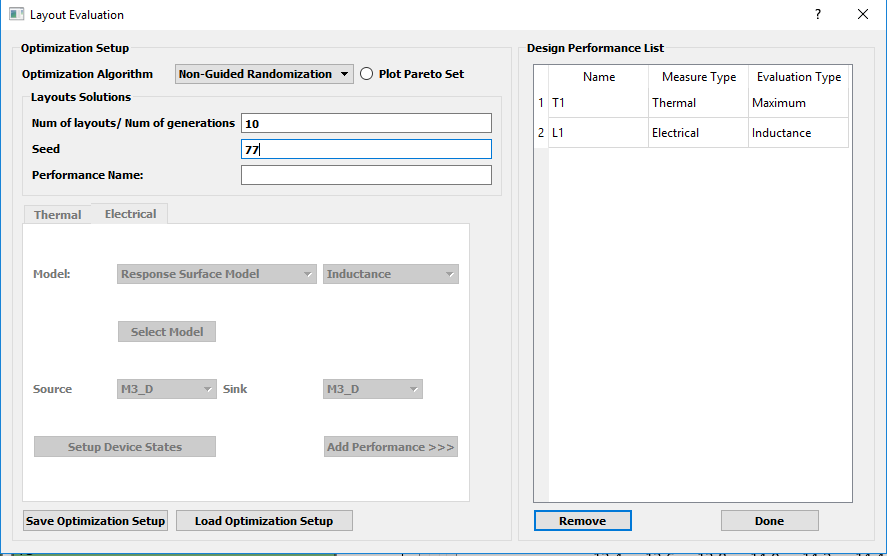 Layout Evaluation
?
Optimization Setup
Optimization Algorithm Non-Guided Randomization Plot Pareto Set
Layouts Solutions
Num of layouts/ Num of generations 10
Seed 77
Performance Name:
Thermal Electrical
Model: Response Surface Model Inductance
Select Model
Source M3_D Sink M3_D
Setup Device States Add Performance >>>
Save Optimization Setup Load Optimization Setup
Design Performance List
Name Measure Type Evaluation Type
1 T1 Thermal Maximum
2 L1 Electrical Inductance
Remove Done